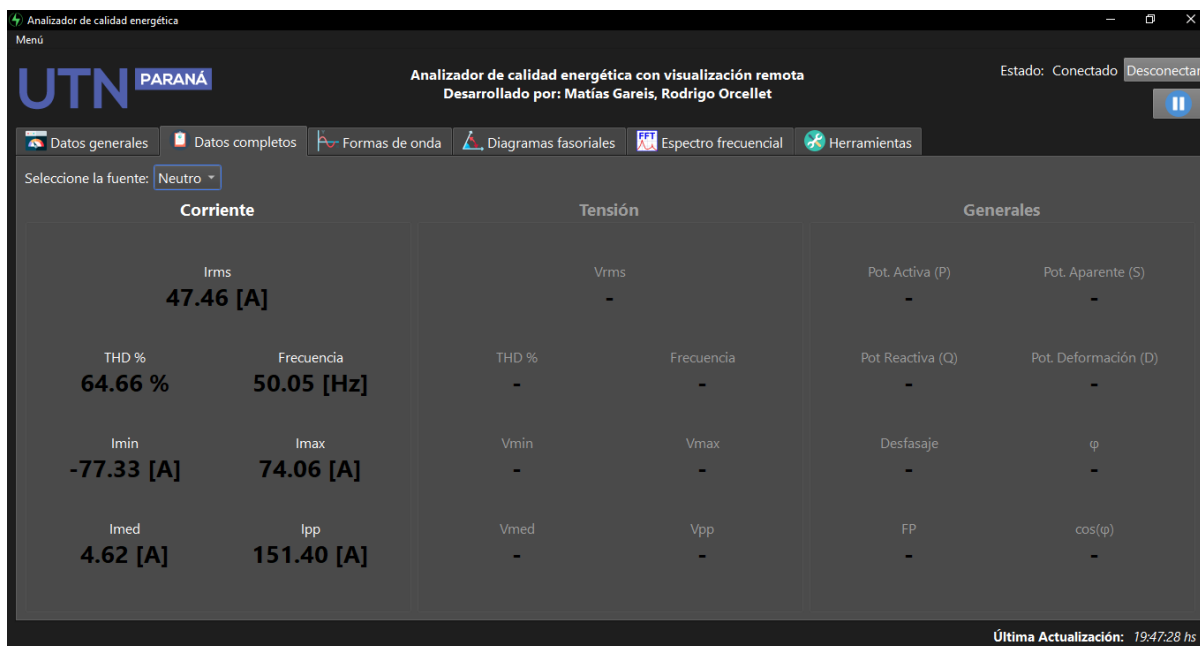 Analizador de calidad energética
Menú
UTN PARANÁ
Analizador de calidad energética con visualización remota
Desarrollado por: Matías Gareis, Rodrigo Orcellet
Estado: Conectado Desconectar
Datos generales Datos completos Formas de onda Diagramas fasoriales FFT Espectro frecuencial Herramientas
Seleccione la fuente: Neutro
Corriente Tensión Generales
Irms Vrms Pot. Activa (P) Pot. Aparente (S)
47.46 [A] - - -
THD % Frecuencia THD % Frecuencia Pot Reactiva (Q) Pot. Deformación (D)
64.66 % 50.05 [Hz] - - - -
Imin Imax Vmin Vmax Desfasaje φ
-77.33 [A] 74.06 [A] - - - -
Imed Ipp Vmed Vpp FP cos(φ)
4.62 [A] 151.40 [A] - - - -
Última Actualización: 19:47:28 hs